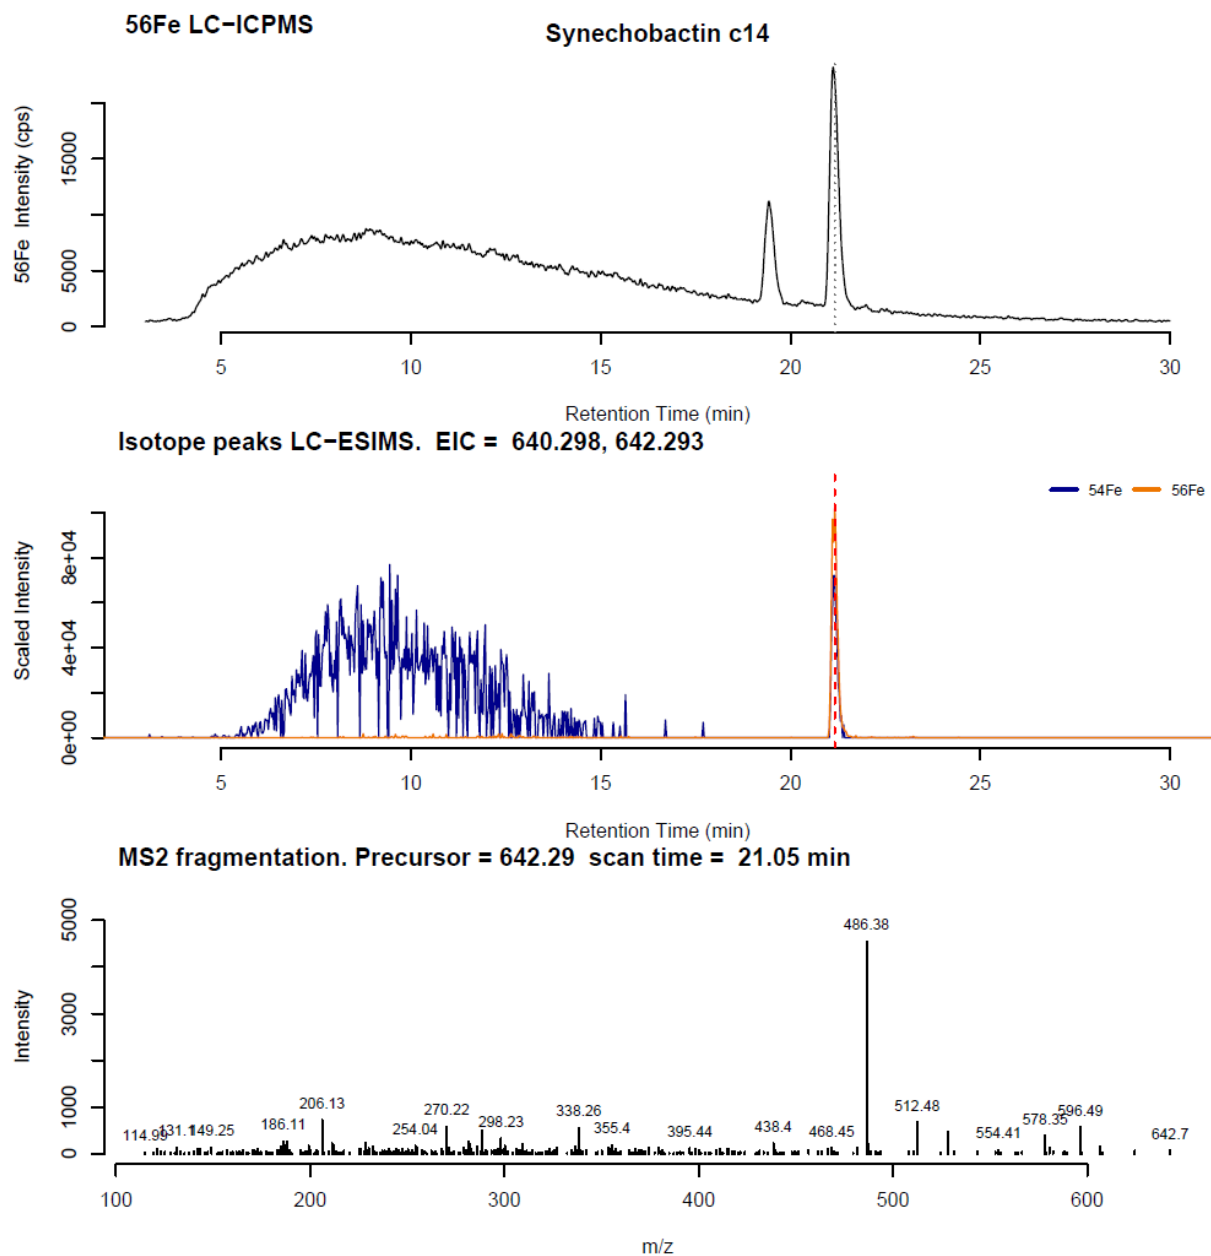 56Fe LC−ICPMS
Synechobactin c14
56Fe Intensity (cps)
15000
5000
0
5 10 15 20 25 30
Retention Time (min)
Isotope peaks LC−ESIMS. EIC = 640.298, 642.293
54Fe 56Fe
Scaled Intensity
8e+04
4e+04
0e+00
5 10 15 20 25 30
Retention Time (min)
MS2 fragmentation. Precursor = 642.29 scan time = 21.05 min
Intensity
5000
3000
1000
0
486.38
206.13 270.22 338.26 512.48 596.49
114.99 131.1 149.25 186.11 254.04 298.23 355.4 395.44 438.4 468.45 554.41 578.35 642.7
100 200 300 400 500 600
m/z